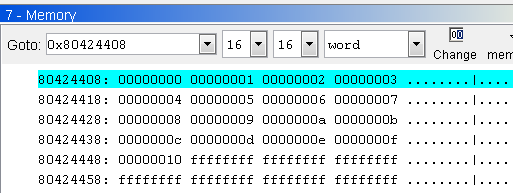 7 - Memory
Goto: 0x80424408 16 16 word Change mem
80424408: 00000000 00000001 00000002 00000003 ........|....
80424418: 00000004 00000005 00000006 00000007 ........|....
80424428: 00000008 00000009 0000000a 0000000b ........|....
80424438: 0000000c 0000000d 0000000e 0000000f ........|....
80424448: 00000010 ffffffff ffffffff ffffffff ........|....
80424458: ffffffff ffffffff ffffffff ffffffff ........|....